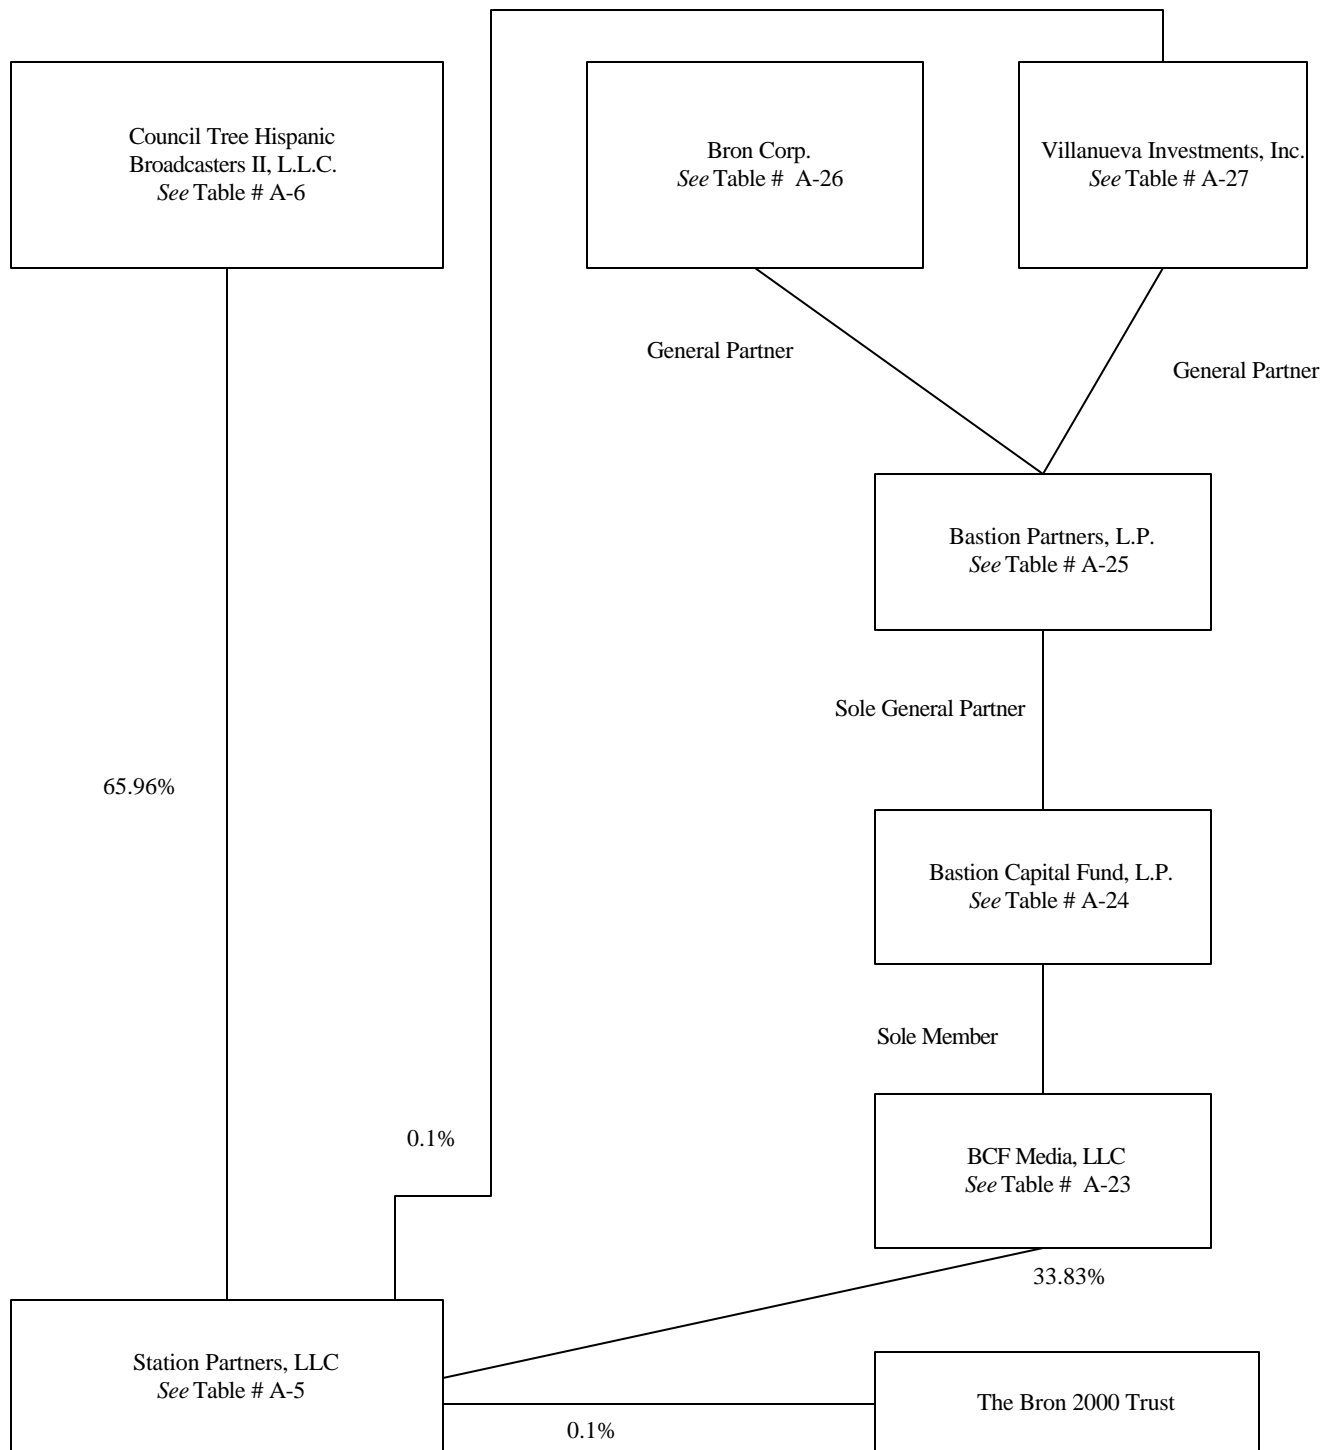 Council Tree Hispanic
Broadcasters II, L.L.C.
See Table # A-6
Bron Corp.
See Table # A-26
Villanueva Investments, Inc.
See Table # A-27
General Partner
General Partner
Bastion Partners, L.P.
See Table # A-25
Sole General Partner
65.96%
Bastion Capital Fund, L.P.
See Table # A-24
Sole Member
0.1%
BCF Media, LLC
See Table # A-23
33.83%
Station Partners, LLC
See Table # A-5
The Bron 2000 Trust
0.1%